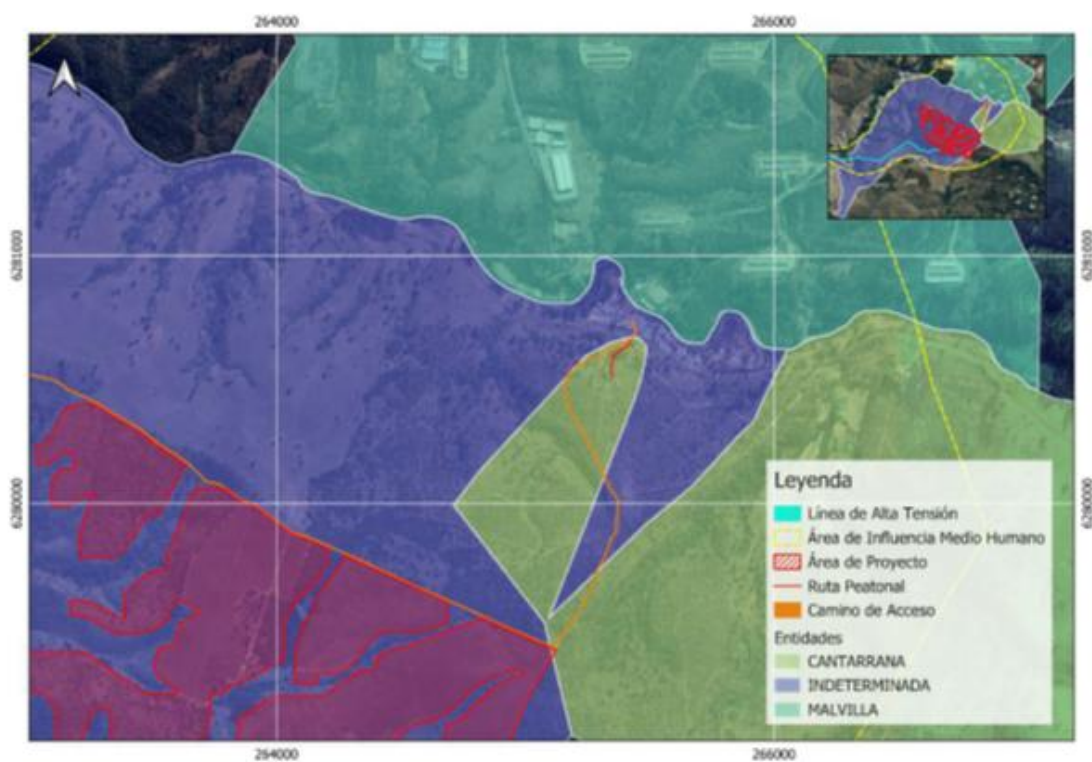 264000
266000
6281000
6281000
6280000
6280000
Leyenda
Línea de Alta Tensión
Área de Influencia Medio Humano
Área de Proyecto
Ruta Peatonal
Camino de Acceso
Entidades
CANTARRANA
INDETERMINADA
MALVILLA
264000
266000